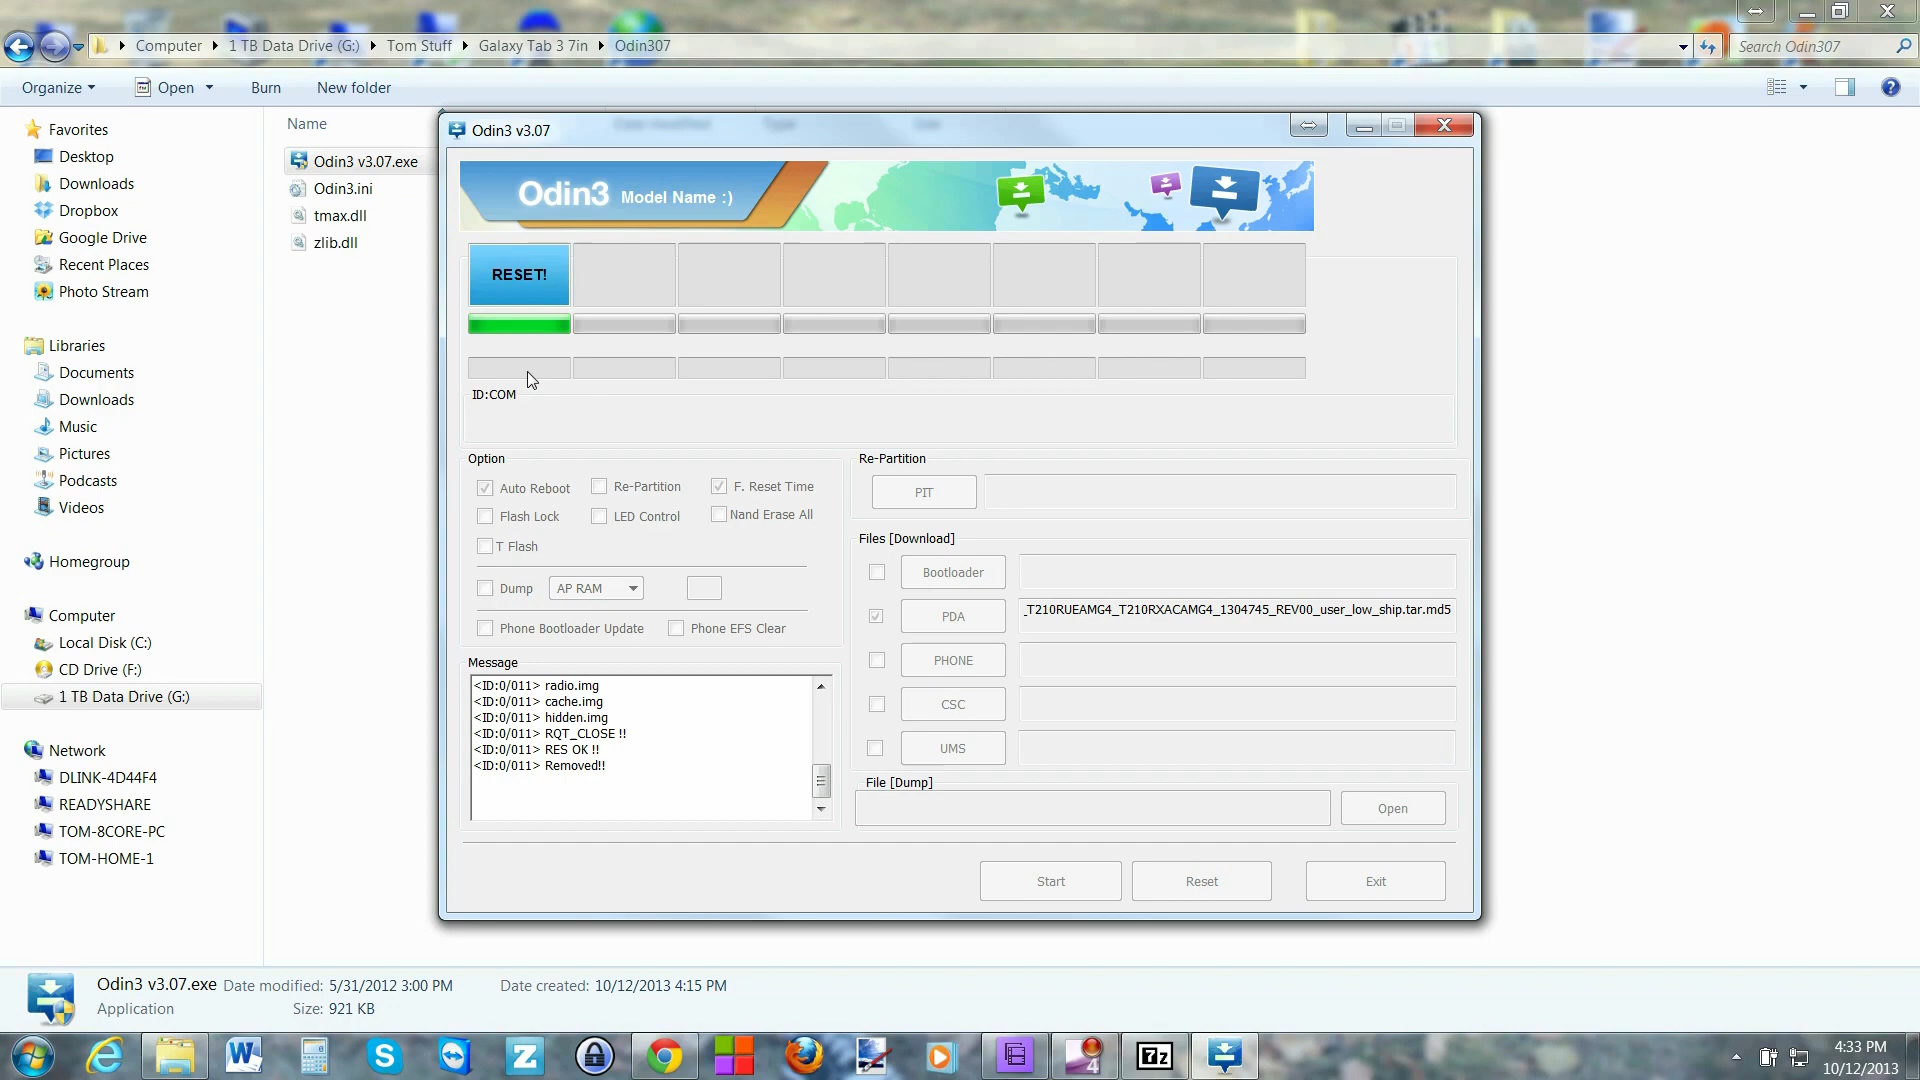 Computer
1 TB Data Drive (G:)
Tom Stuff
Galaxy Tab 3 7in
Odin307
Search Odin307
Organize
Open
Burn
New folder
Favorites
Desktop
Downloads
Dropbox
Google Drive
Recent Places
Photo Stream
Libraries
Documents
Downloads
Music
Pictures
Podcasts
Videos
Homegroup
Computer
Local Disk (C:)
CD Drive (F:)
1 TB Data Drive (G:)
Network
DLINK-4D44F4
READYSHARE
TOM-8CORE-PC
TOM-HOME-1
Name
Odin3 v3.07.exe
Odin3.ini
tmax.dll
zlib.dll
Odin3 v3.07
Date modified
Type
Size
Odin3 Model Name :)
RESET!
ID:COM
Option
Auto Reboot
Re-Partition
F. Reset Time
Flash Lock
LED Control
Nand Erase All
T Flash
Dump
AP RAM
Phone Bootloader Update
Phone EFS Clear
Message
<ID:0/011> radio.img
<ID:0/011> cache.img
<ID:0/011> hidden.img
<ID:0/011> RQT_CLOSE !!
<ID:0/011> RES OK !!
<ID:0/011> Removed!!
Re-Partition
PIT
Files [Download]
Bootloader
PDA
_T210RUEAMG4_T210RXACAMG4_1304745_REV00_user_low_ship.tar.md5
PHONE
CSC
UMS
File [Dump]
Open
Start
Reset
Exit
Odin3 v3.07.exe Date modified: 5/31/2012 3:00 PM
Date created: 10/12/2013 4:15 PM
Application
Size: 921 KB
W
S
Z
4
7z
4:33 PM
10/12/2013